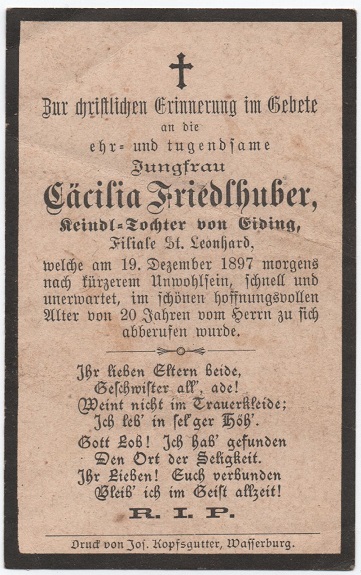 Zur christlichen Erinnerung im Gebete
an die
ehr- und tugendsame
Jungfrau
Cäcilia Friedlhuber,
Keindl-Tochter von Eiding,
Filiale St. Leonhard,
welche am 19. Dezember 1897 morgens
nach kürzerem Unwohlsein, schnell und
unerwartet, im schönen hoffnungsvollen
Alter von 20 Jahren vom Herrn zu sich
abberufen wurde.
Ihr lieben Eltern beide,
Geschwister all', ade!
Weint nicht im Trauerkleide;
Ich leb' in sel'ger Höh'.
Gott Lob! Ich hab' gefunden
Den Ort der Seligkeit.
Ihr Lieben! Euch verbunden
Bleib' ich im Geist allzeit!
R. I. P.
Druck von Jos. Kopfsgutter, Wasserburg.